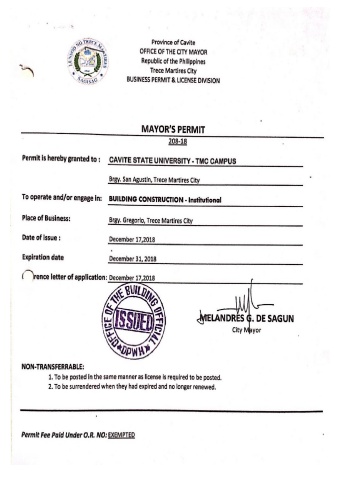 Province of Cavite
OFFICE OF THE CITY MAYOR
Republic of the Philippines
Trece Martires City
BUSINESS PERMIT & LICENSE DIVISION
MAYOR'S PERMIT
208-18
Permit is hereby granted to : CAVITE STATE UNIVERSITY - TMC CAMPUS
Brgy. San Agustin, Trece Martires City
To operate and/or engage in: BUILDING CONSTRUCTION - Institutional
Place of Business: Brgy. Gregorio, Trece Martires City
Date of issue : December 17,2018
Expiration date December 31, 2018
rence letter of application: December 17,2018
OFFICE OF THE BUILDING OFFICIAL
ISSUED
DPWH
MELANDRES G. DE SAGUN
City Mayor
NON-TRANSFERRABLE:
1. To be posted in the same manner as license is required to be posted.
2. To be surrendered when they had expired and no longer renewed.
Permit Fee Paid Under O.R. NO: EXEMPTED